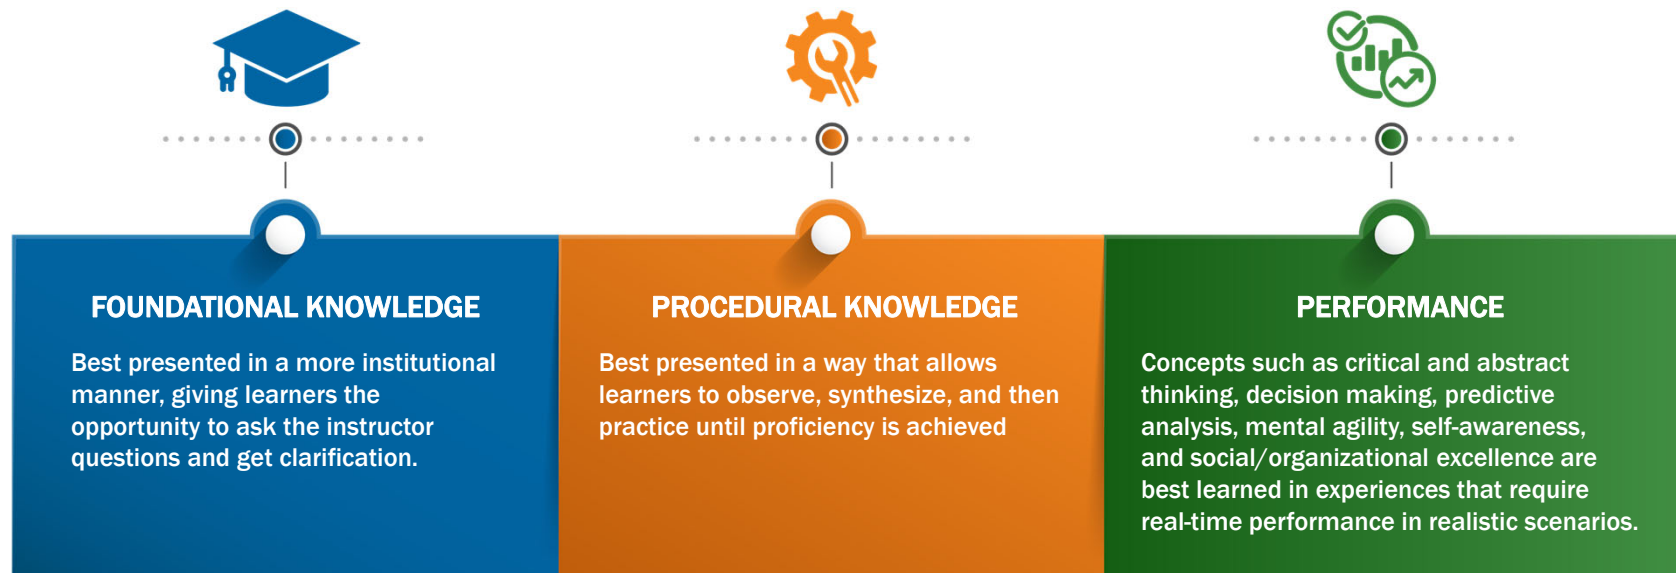 FOUNDATIONAL KNOWLEDGE
Best presented in a more institutional
manner, giving learners the
opportunity to ask the instructor
questions and get clarification.
PROCEDURAL KNOWLEDGE
Best presented in a way that allows
learners to observe, synthesize, and then
practice until proficiency is achieved
PERFORMANCE
Concepts such as critical and abstract
thinking, decision making, predictive
analysis, mental agility, self-awareness,
and social/organizational excellence are
best learned in experiences that require
real-time performance in realistic scenarios.